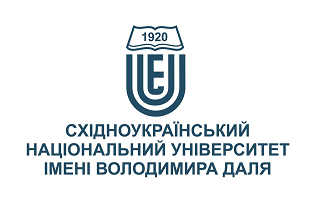 1920
СХІДНОУКРАЇНСЬКИЙ
НАЦІОНАЛЬНИЙ УНІВЕРСИТЕТ
ІМЕНІ ВОЛОДИМИРА ДАЛЯ